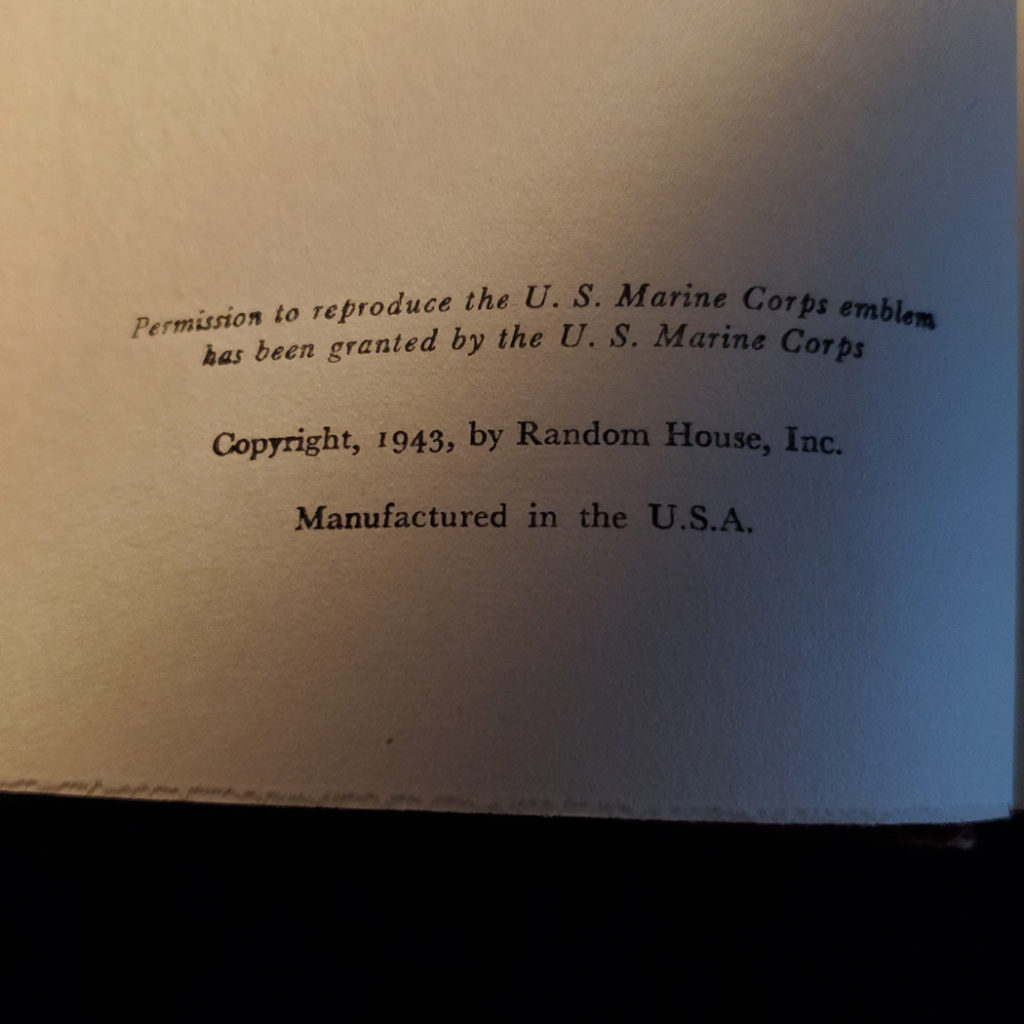 Permission to reproduce the U. S. Marine Corps emblem
has been granted by the U. S. Marine Corps
Copyright, 1943, by Random House, Inc.
Manufactured in the U.S.A.